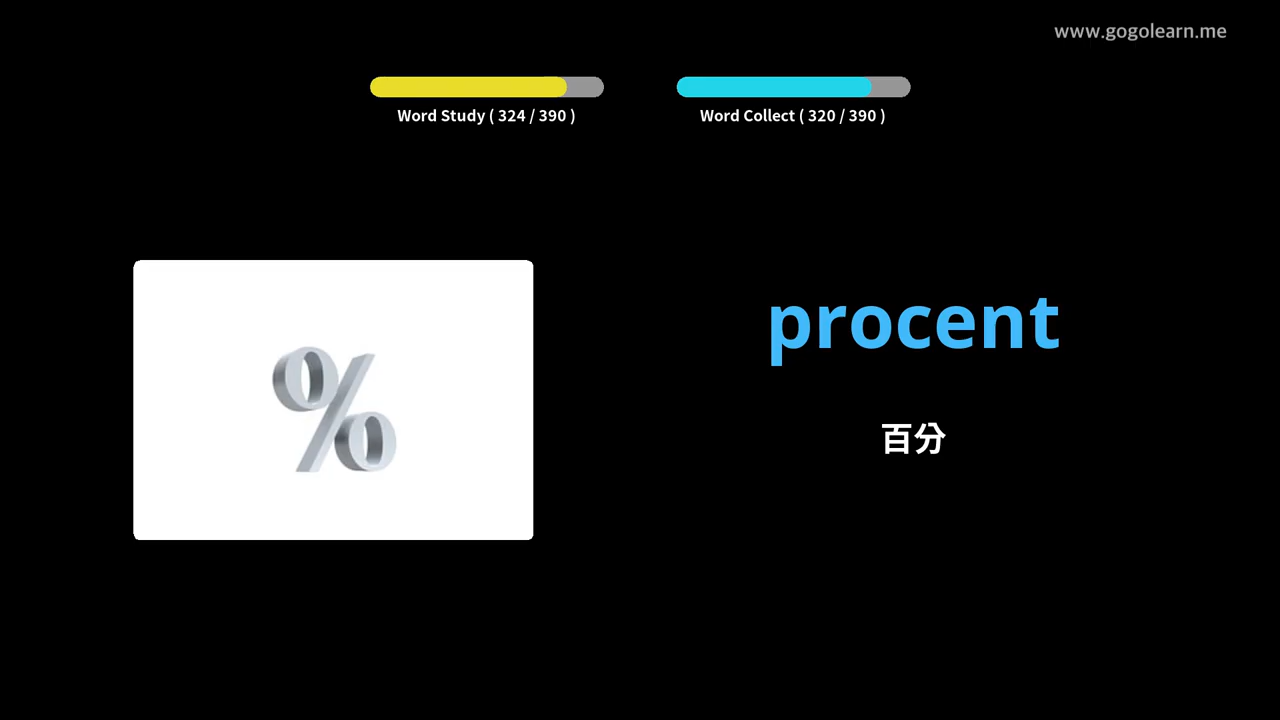 www.gogolearn.me
Word Study ( 324 / 390 )
Word Collect ( 320 / 390 )
%
procent
百分